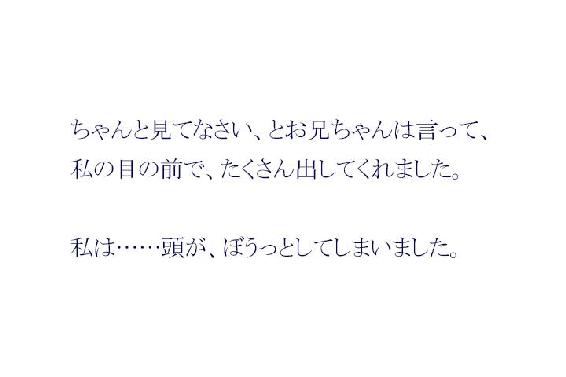 ちゃんと見てなさい、とお兄ちゃんは言って、
私の目の前で、たくさん出してくれました。
私は……頭が、ぼうっとしてしまいました。